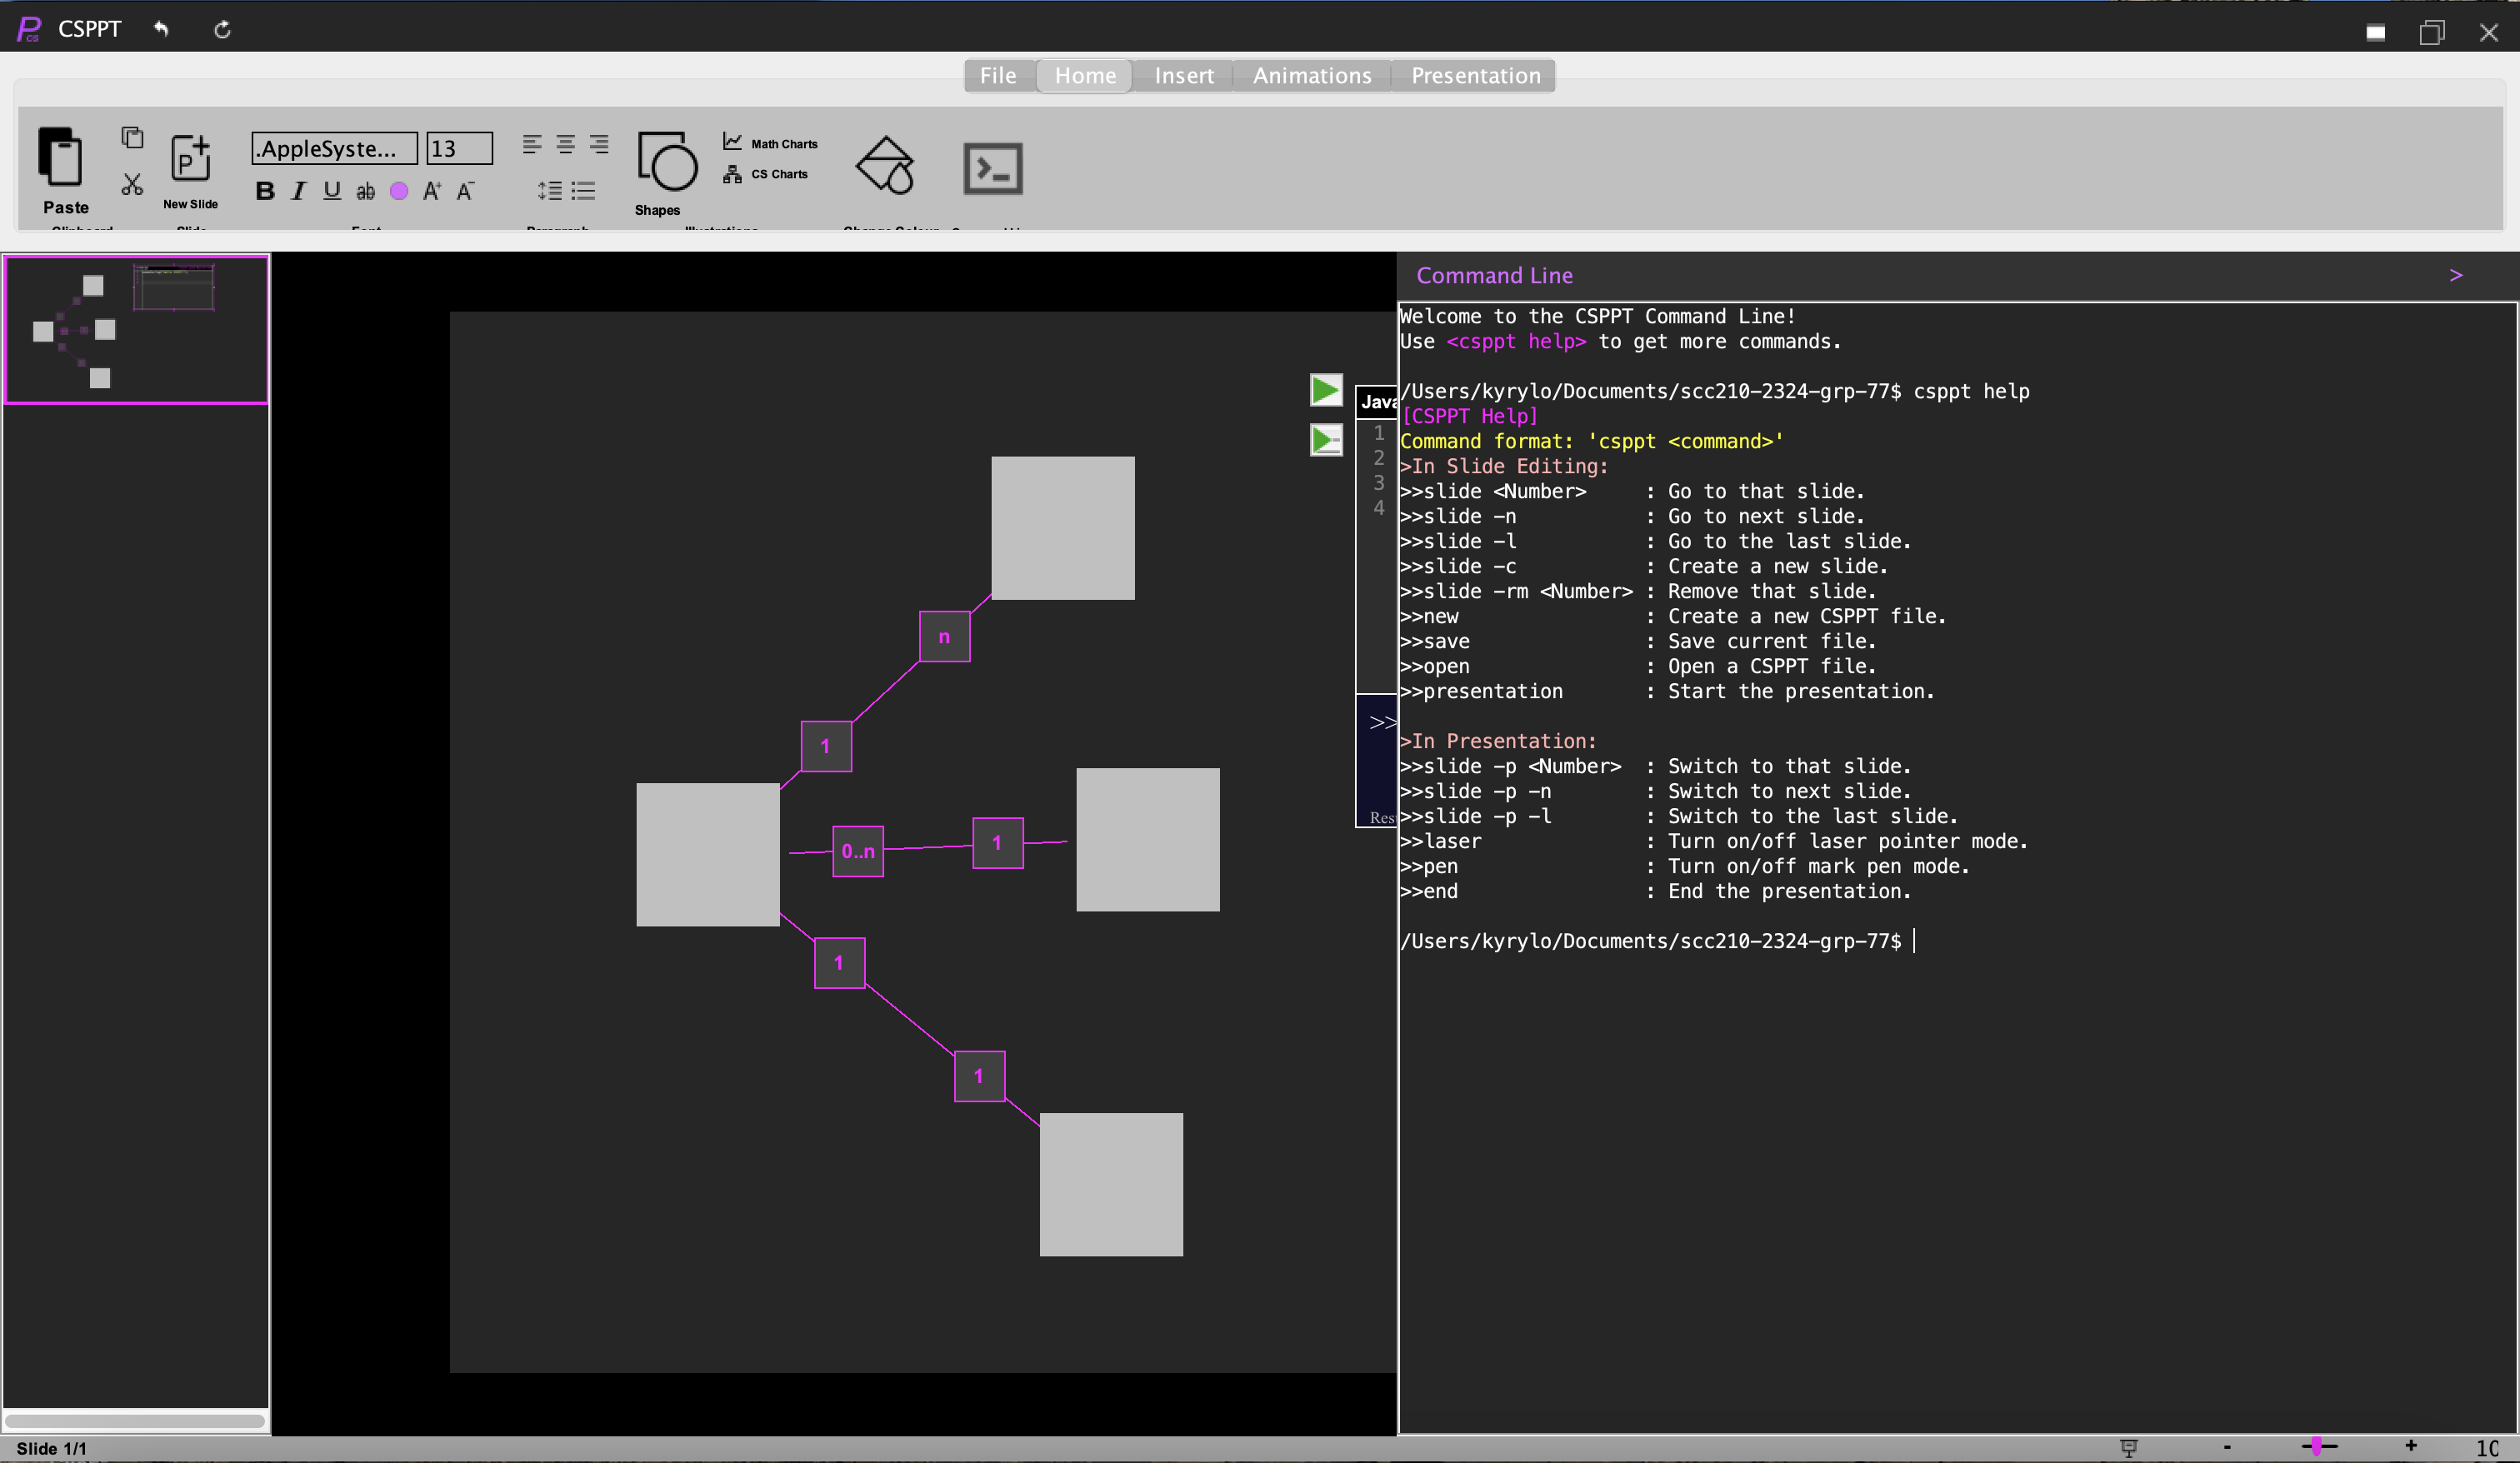 CSPPT
File Home Insert Animations Presentation
.AppleSyste... 13
Math Charts
CS Charts
B I U ab A+ A-
Paste
New Slide
Shapes
Command Line >
Welcome to the CSPPT Command Line!
Use <csppt help> to get more commands.
/Users/kyrylo/Documents/scc210-2324-grp-77$ csppt help
[CSPPT Help]
Command format: 'csppt <command>'
>In Slide Editing:
>>slide <Number> : Go to that slide.
>>slide -n : Go to next slide.
>>slide -l : Go to the last slide.
>>slide -c : Create a new slide.
>>slide -rm <Number> : Remove that slide.
>>new : Create a new CSPPT file.
>>save : Save current file.
>>open : Open a CSPPT file.
>>presentation : Start the presentation.
>In Presentation:
>>slide -p <Number> : Switch to that slide.
>>slide -p -n : Switch to next slide.
>>slide -p -l : Switch to the last slide.
>>laser : Turn on/off laser pointer mode.
>>pen : Turn on/off mark pen mode.
>>end : End the presentation.
/Users/kyrylo/Documents/scc210-2324-grp-77$
Java
1
2
3
4
>>
n
1
0..n 1
1
1
Slide 1/1
- + 10